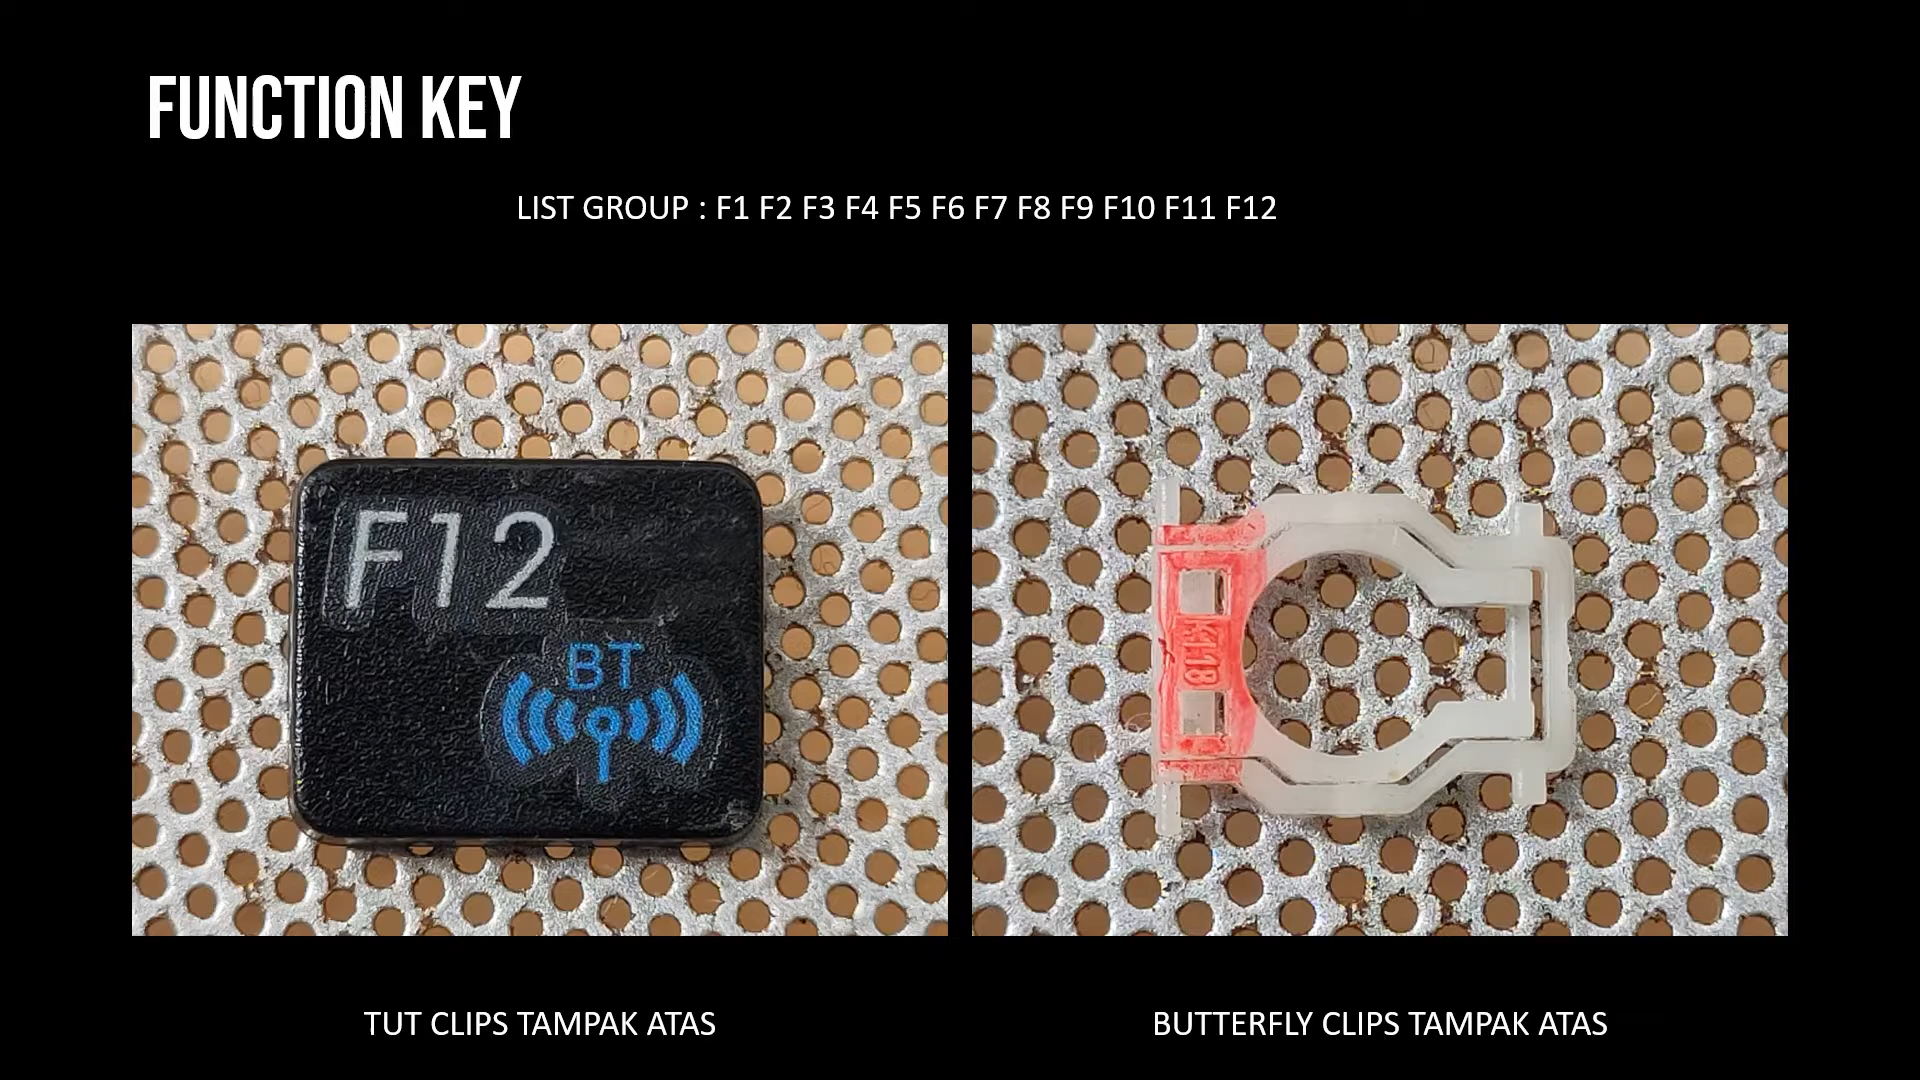 FUNCTION KEY
LIST GROUP : F1 F2 F3 F4 F5 F6 F7 F8 F9 F10 F11 F12
F12
BT
K118
TUT CLIPS TAMPAK ATAS
BUTTERFLY CLIPS TAMPAK ATAS